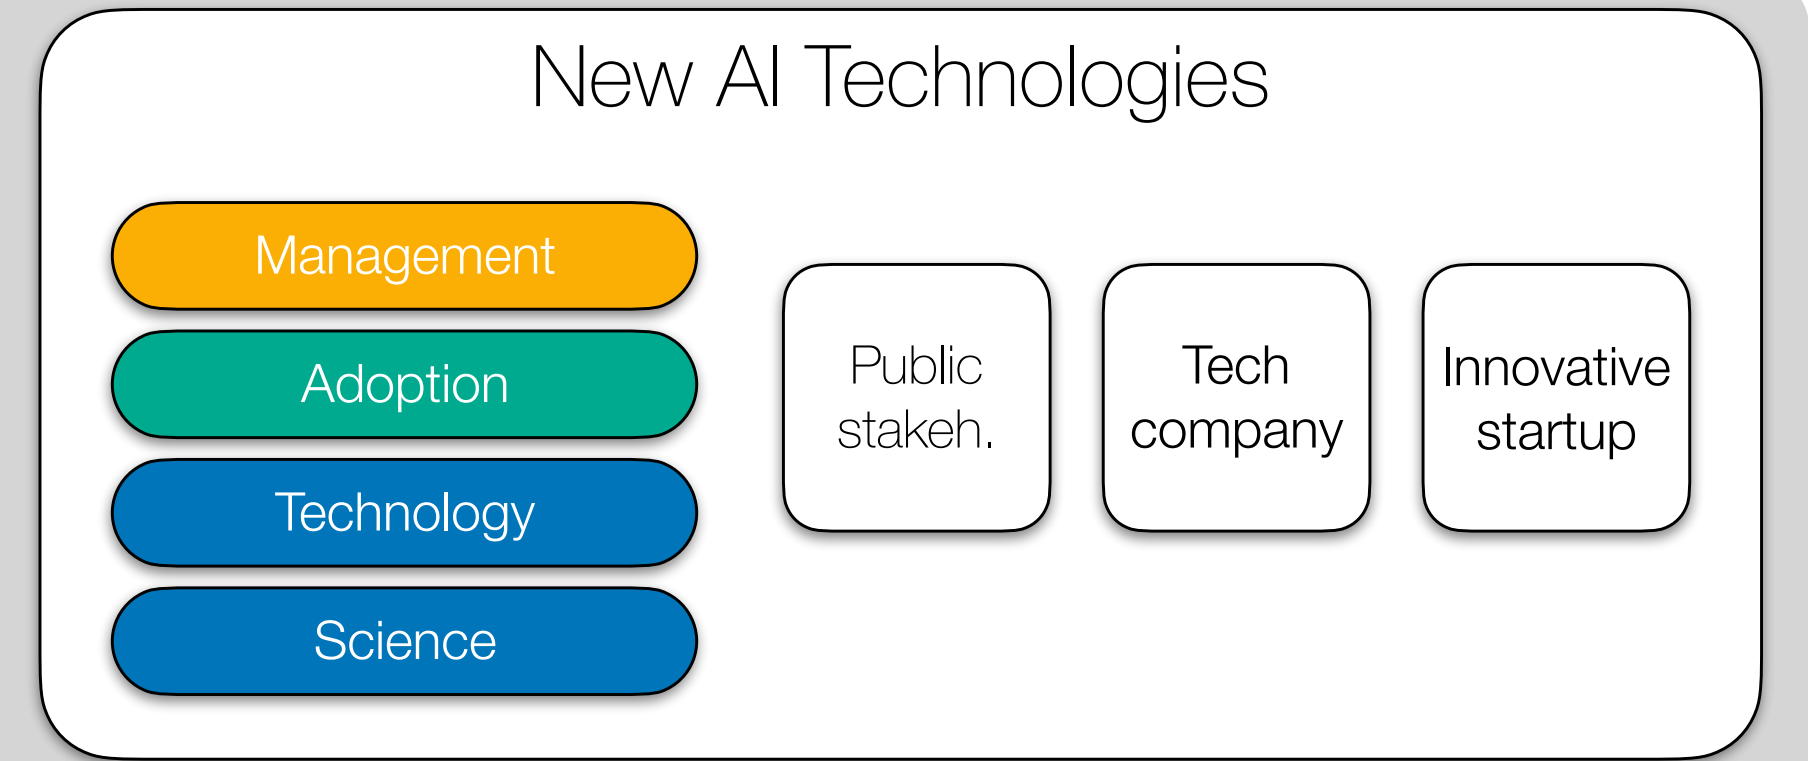 New AI Technologies
Management
Adoption
Technology
Science
Public
stakeh.
Tech
company
Innovative
startup